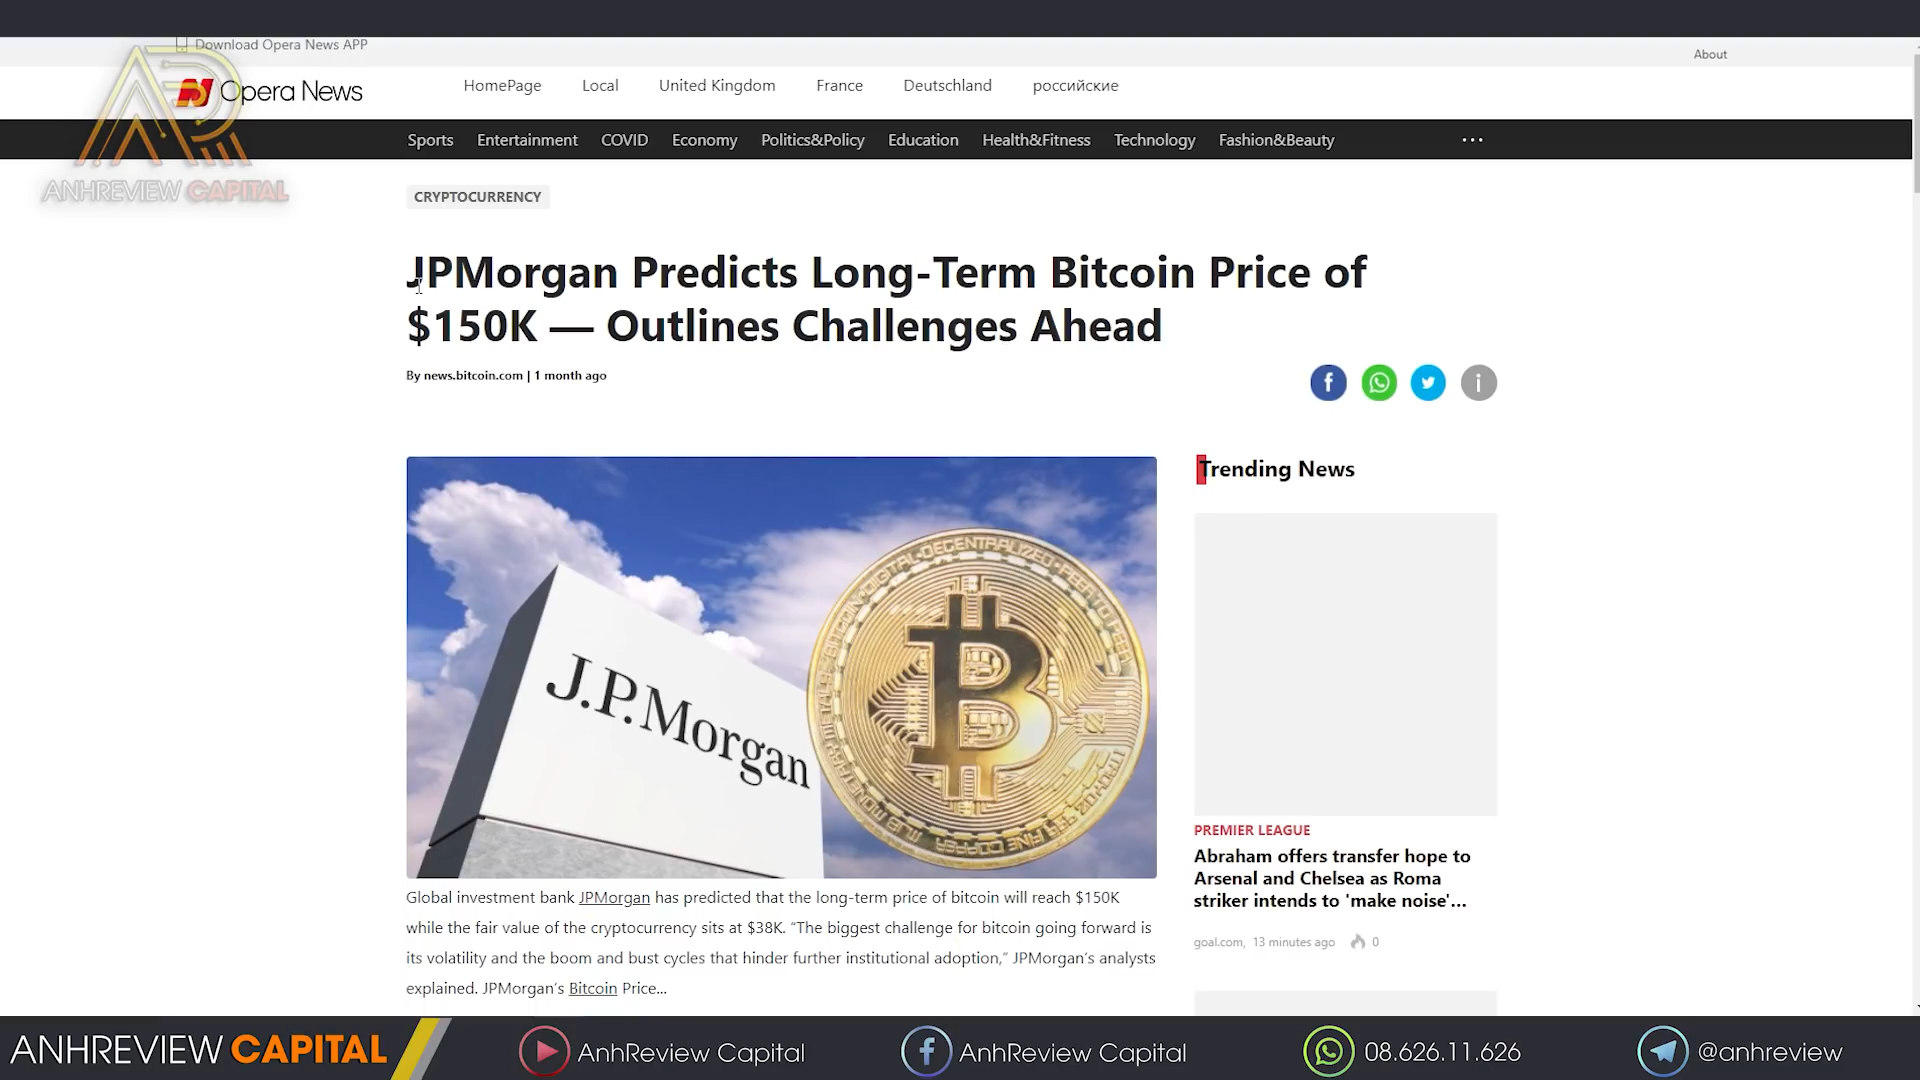 Download Opera News APP
About
Opera News
HomePage
Local
United Kingdom
France
Deutschland
российские
Sports
Entertainment
COVID
Economy
Politics&Policy
Education
Health&Fitness
Technology
Fashion&Beauty
ANHREVIEW CAPITAL
CRYPTOCURRENCY
JPMorgan Predicts Long-Term Bitcoin Price of
$150K — Outlines Challenges Ahead
By news.bitcoin.com | 1 month ago
Trending News
J.P.Morgan
DIGITAL DECENTRALIZED
Global investment bank JPMorgan has predicted that the long-term price of bitcoin will reach $150K
while the fair value of the cryptocurrency sits at $38K. “The biggest challenge for bitcoin going forward is
its volatility and the boom and bust cycles that hinder further institutional adoption,” JPMorgan’s analysts
explained. JPMorgan’s Bitcoin Price...
PREMIER LEAGUE
Abraham offers transfer hope to
Arsenal and Chelsea as Roma
striker intends to 'make noise'...
goal.com, 13 minutes ago 0
ANHREVIEW CAPITAL
AnhReview Capital
AnhReview Capital
08.626.11.626
@anhreview